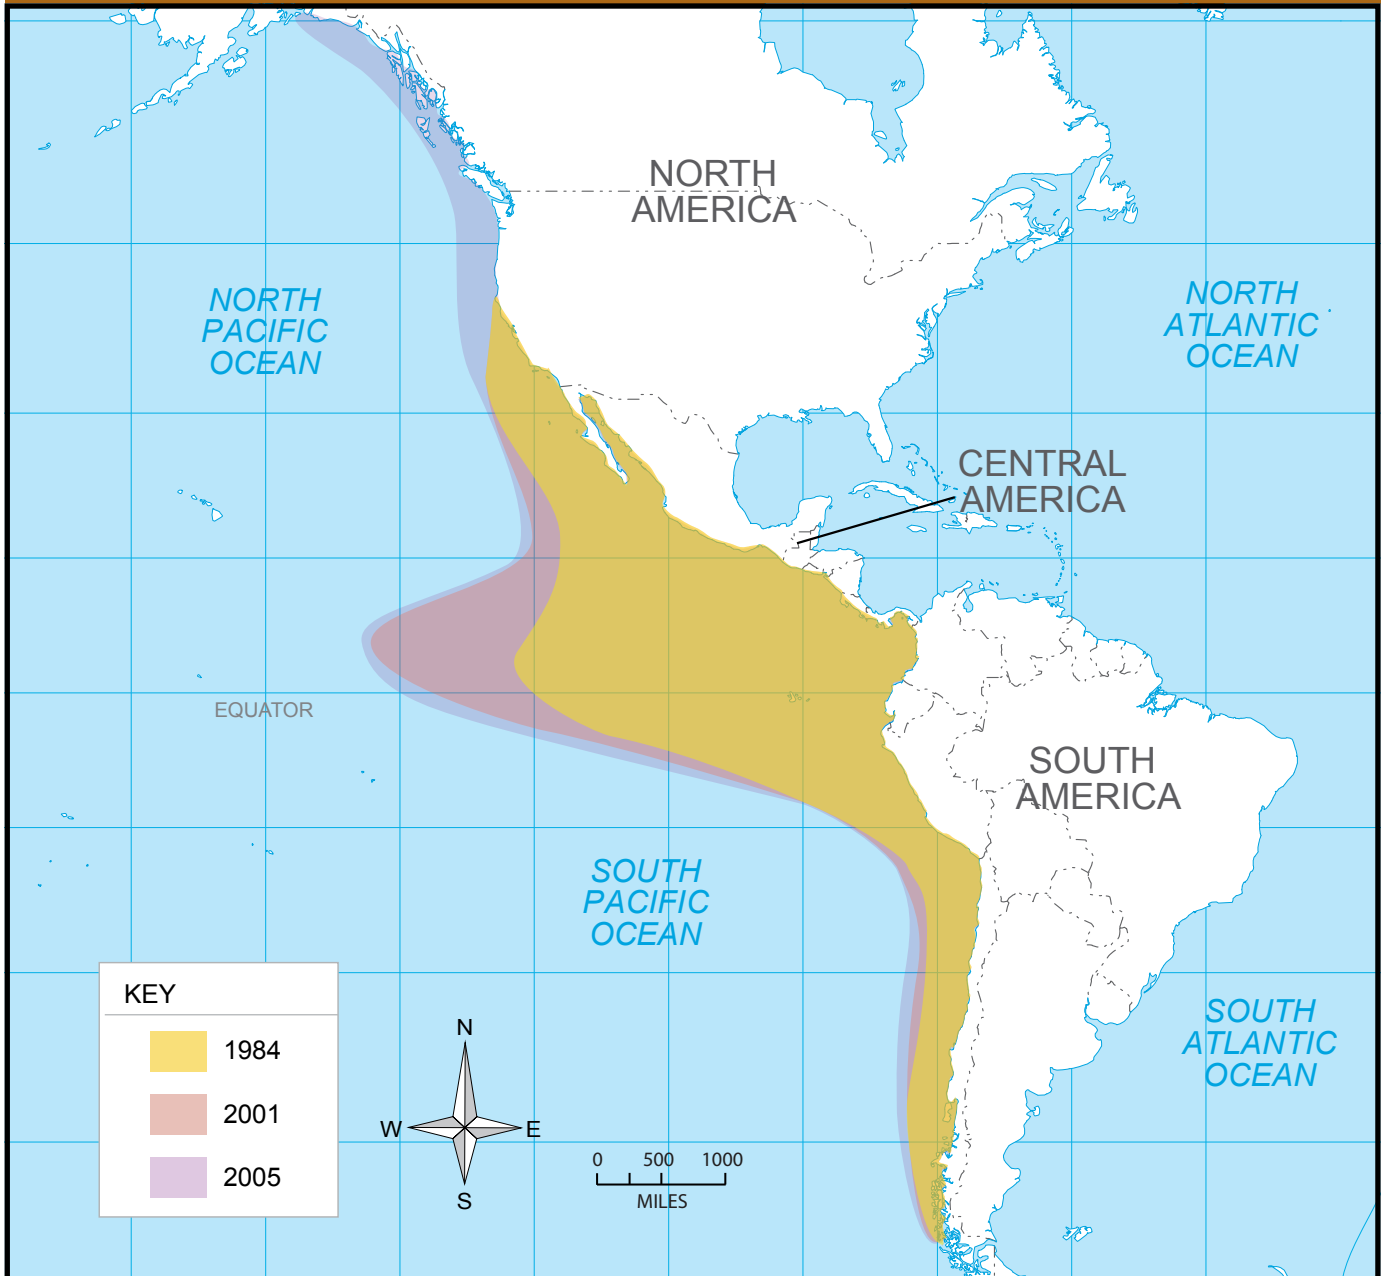 NORTH
AMERICA
NORTH
PACIFIC
OCEAN
NORTH
ATLANTIC
OCEAN
CENTRAL
AMERICA
EQUATOR
SOUTH
AMERICA
SOUTH
PACIFIC
OCEAN
SOUTH
ATLANTIC
OCEAN
KEY
1984
2001
2005
N
W
E
S
0 500 1000
MILES